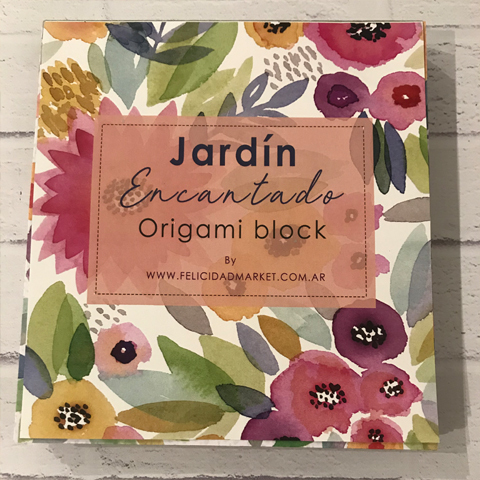 Jardín
Encantado
Origami block
By
WWW.FELICIDADMARKET.COM.AR